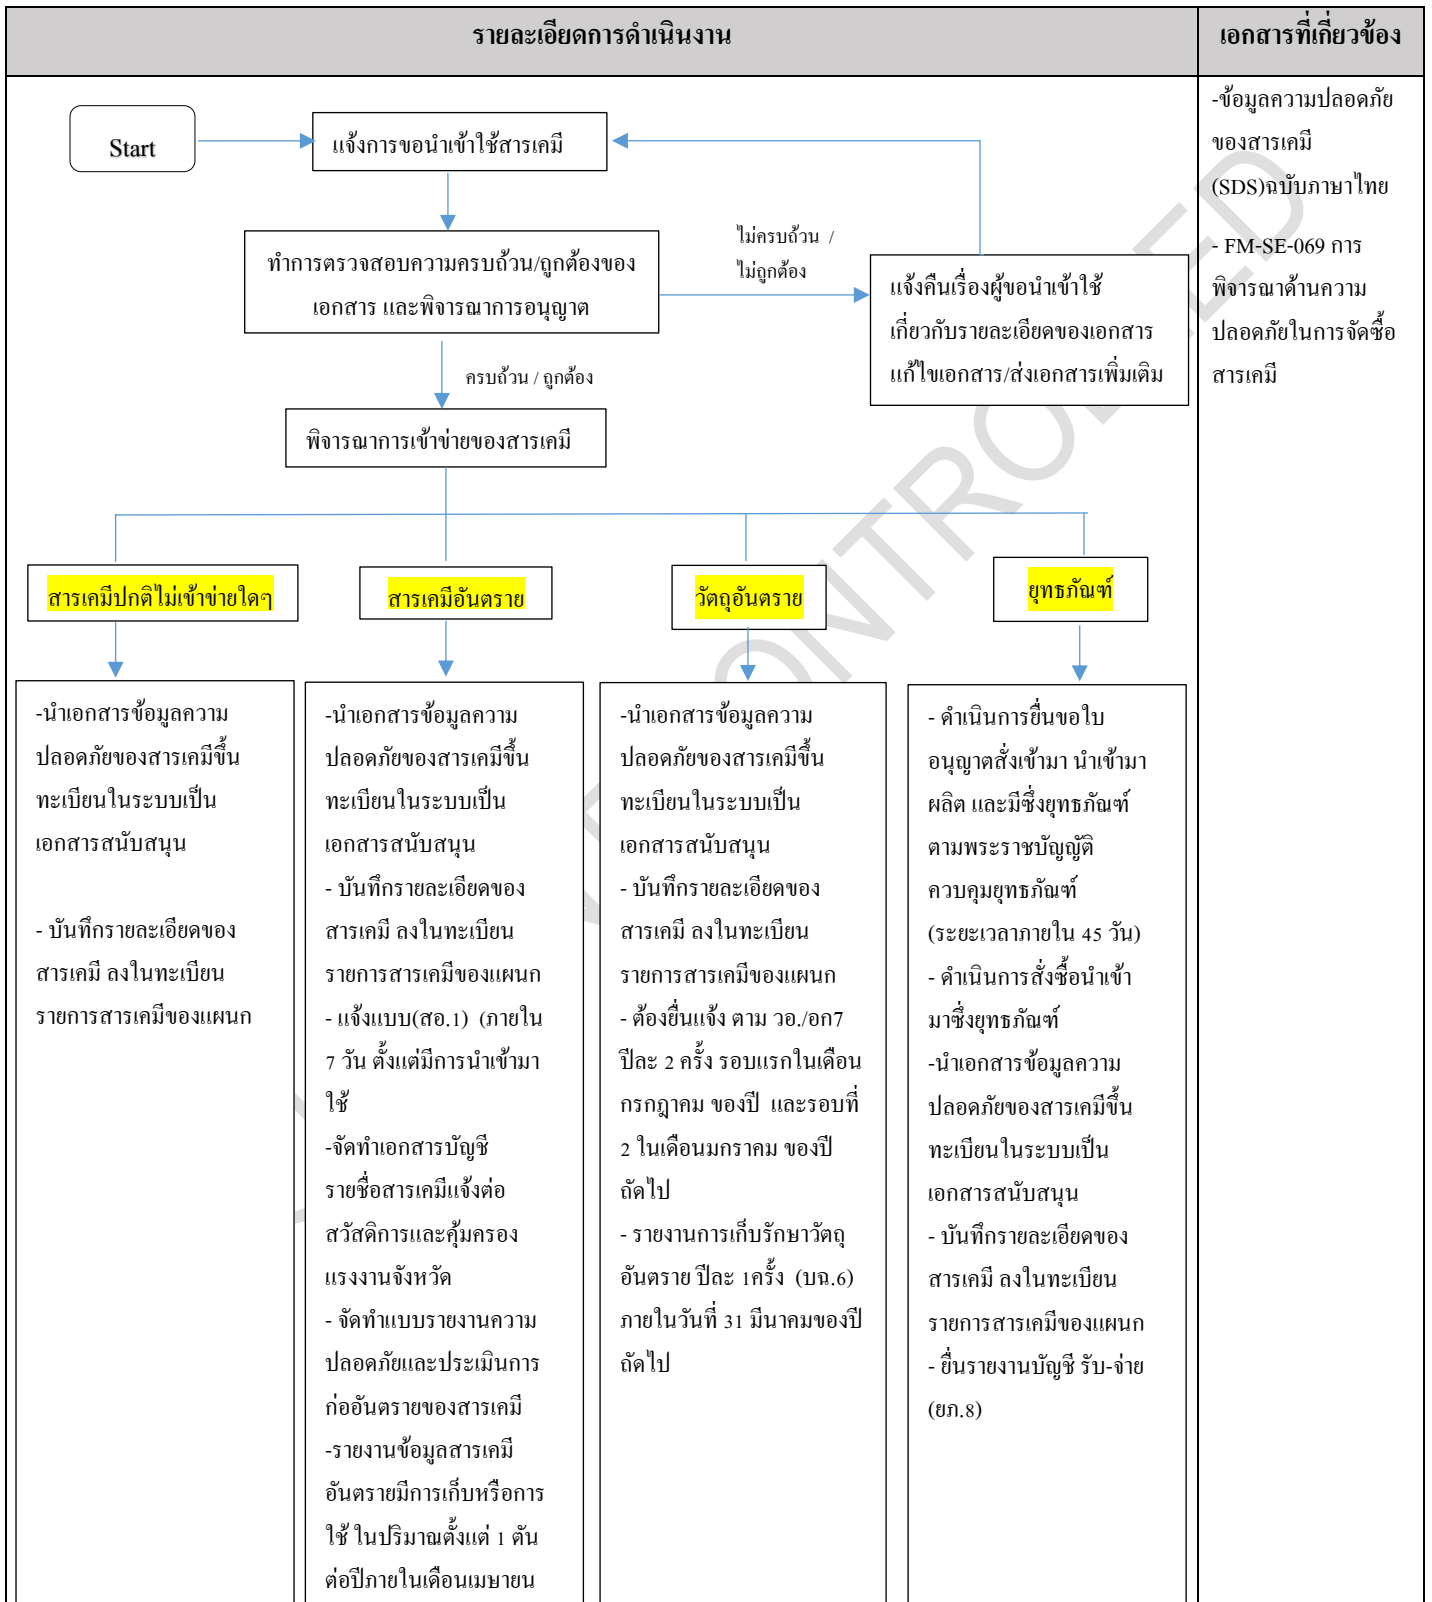 รายละเอียดการดำเนินงาน
เอกสารที่เกี่ยวข้อง
Start
แจ้งการขอนำเข้าใช้สารเคมี
ทำการตรวจสอบความครบถ้วน/ถูกต้องของ
เอกสาร และพิจารณาการอนุญาต
ไม่ครบถ้วน /
ไม่ถูกต้อง
แจ้งคืนเรื่องผู้ขอนำเข้าใช้
เกี่ยวกับรายละเอียดของเอกสาร
แก้ไขเอกสาร/ส่งเอกสารเพิ่มเติม
ครบถ้วน / ถูกต้อง
พิจารณาการเข้าข่ายของสารเคมี
สารเคมีปกติไม่เข้าข่ายใดๆ
สารเคมีอันตราย
วัตถุอันตราย
ยุทธภัณฑ์
-นำเอกสารข้อมูลความ
ปลอดภัยของสารเคมีขึ้น
ทะเบียนในระบบเป็น
เอกสารสนับสนุน
- บันทึกรายละเอียดของ
สารเคมี ลงในทะเบียน
รายการสารเคมีของแผนก
-นำเอกสารข้อมูลความ
ปลอดภัยของสารเคมีขึ้น
ทะเบียนในระบบเป็น
เอกสารสนับสนุน
- บันทึกรายละเอียดของ
สารเคมี ลงในทะเบียน
รายการสารเคมีของแผนก
- แจ้งแบบ(สอ.1) (ภายใน
7 วัน ตั้งแต่มีการนำเข้ามา
ใช้
-จัดทำเอกสารบัญชี
รายชื่อสารเคมีแจ้งต่อ
สวัสดิการและคุ้มครอง
แรงงานจังหวัด
- จัดทำแบบรายงานความ
ปลอดภัยและประเมินการ
ก่ออันตรายของสารเคมี
-รายงานข้อมูลสารเคมี
อันตรายมีการเก็บหรือการ
ใช้ ในปริมาณตั้งแต่ 1 ตัน
ต่อปีภายในเดือนเมษายน
-นำเอกสารข้อมูลความ
ปลอดภัยของสารเคมีขึ้น
ทะเบียนในระบบเป็น
เอกสารสนับสนุน
- บันทึกรายละเอียดของ
สารเคมี ลงในทะเบียน
รายการสารเคมีของแผนก
- ต้องยื่นแจ้ง ตาม วอ./อก7
ปีละ 2 ครั้ง รอบแรกในเดือน
กรกฎาคม ของปี และรอบที่
2 ในเดือนมกราคม ของปี
ถัดไป
- รายงานการเก็บรักษาวัตถุ
อันตราย ปีละ 1ครั้ง (บฉ.6)
ภายในวันที่ 31 มีนาคมของปี
ถัดไป
- ดำเนินการยื่นขอใบ
อนุญาตสั่งเข้ามา นำเข้ามา
ผลิต และมีซึ่งยุทธภัณฑ์
ตามพระราชบัญญัติ
ควบคุมยุทธภัณฑ์
(ระยะเวลาภายใน 45 วัน)
- ดำเนินการสั่งซื้อนำเข้า
มาซึ่งยุทธภัณฑ์
-นำเอกสารข้อมูลความ
ปลอดภัยของสารเคมีขึ้น
ทะเบียนในระบบเป็น
เอกสารสนับสนุน
- บันทึกรายละเอียดของ
สารเคมี ลงในทะเบียน
รายการสารเคมีของแผนก
- ยื่นรายงานบัญชี รับ-จ่าย
(ยภ.8)
-ข้อมูลความปลอดภัย
ของสารเคมี
(SDS)ฉบับภาษาไทย
- FM-SE-069 การ
พิจารณาด้านความ
ปลอดภัยในการจัดซื้อ
สารเคมี